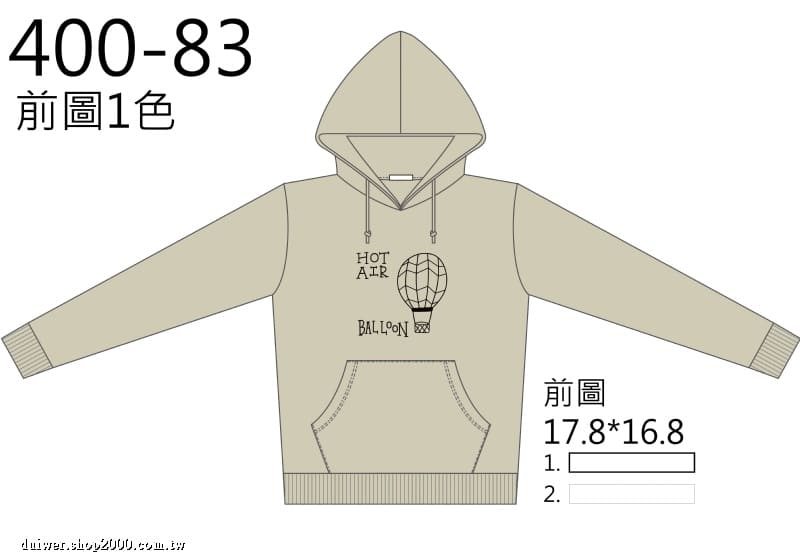 400-83
前圖1色
HOT
AIR
BALLOON
前圖
17.8*16.8
1.
2.
duiwer.shop2000.com.tw